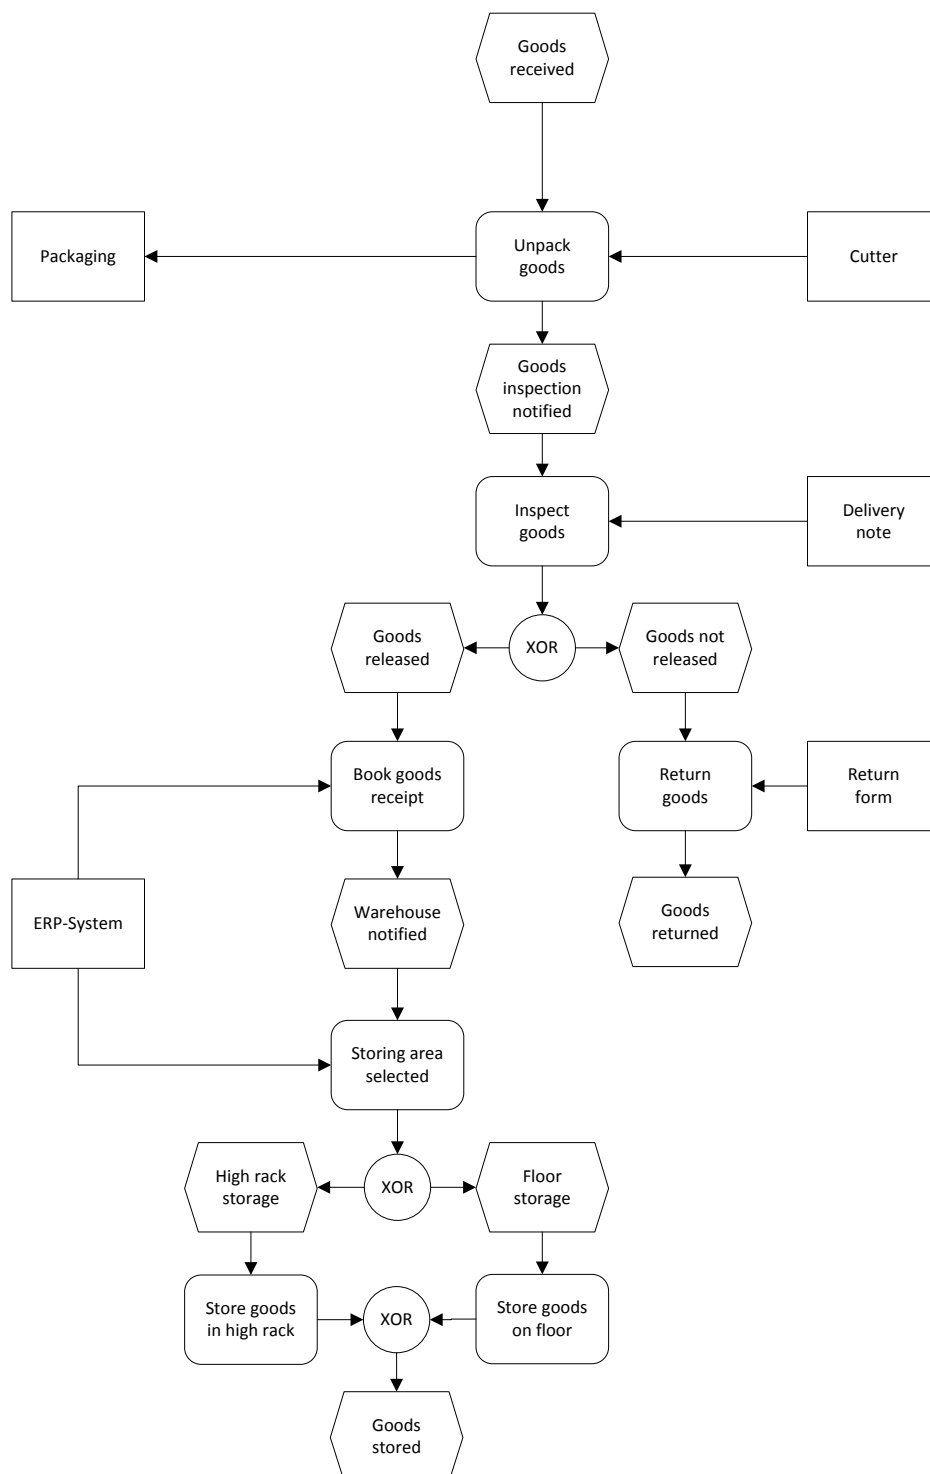 Goods
received
Packaging
Unpack
goods
Cutter
Goods
inspection
notified
Inspect
goods
Delivery
note
Goods
released
XOR
Goods not
released
Book goods
receipt
Return
goods
Return
form
ERP-System
Warehouse
notified
Goods
returned
Storing area
selected
High rack
storage
XOR
Floor
storage
Store goods
in high rack
XOR
Store goods
on floor
Goods
stored